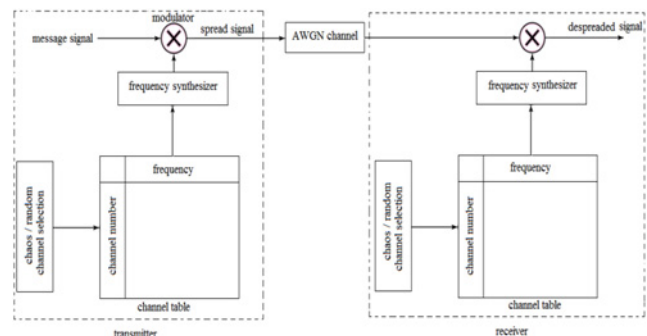 modulator
message signal
spread signal
AWGN channel
despreaded signal
frequency synthesizer
frequency synthesizer
chaos / random
channel selection
channel number
frequency
channel table
transmitter
chaos / random
channel selection
channel number
frequency
channel table
receiver